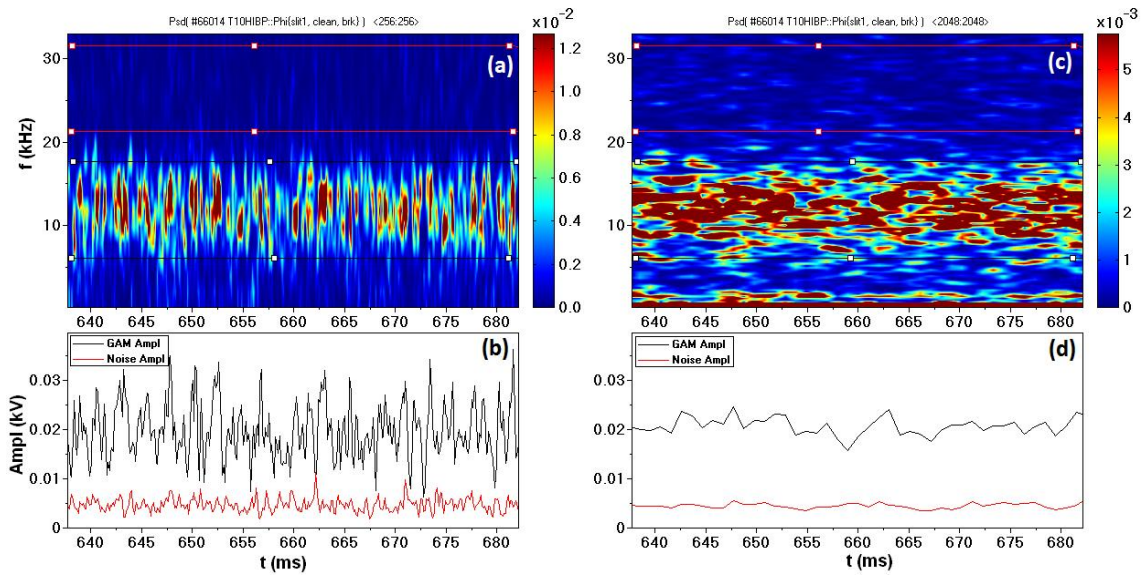 Psd( #66014 T10HIBP::Phi{slit1, clean, brk} ) <256:256>
x10⁻²
30
20
10
f (kHz)
(a)
1.2
1.0
0.8
0.6
0.4
0.2
0.0
640 645 650 655 660 665 670 675 680
GAM Ampl
Noise Ampl
(b)
0.03
0.02
0.01
0
Ampl (kV)
640 645 650 655 660 665 670 675 680
t (ms)
Psd( #66014 T10HIBP::Phi{slit1, clean, brk} ) <2048:2048>
x10⁻³
30
20
10
(c)
5
4
3
2
1
0
640 645 650 655 660 665 670 675 680
GAM Ampl
Noise Ampl
(d)
0.03
0.02
0.01
0
640 645 650 655 660 665 670 675 680
t (ms)